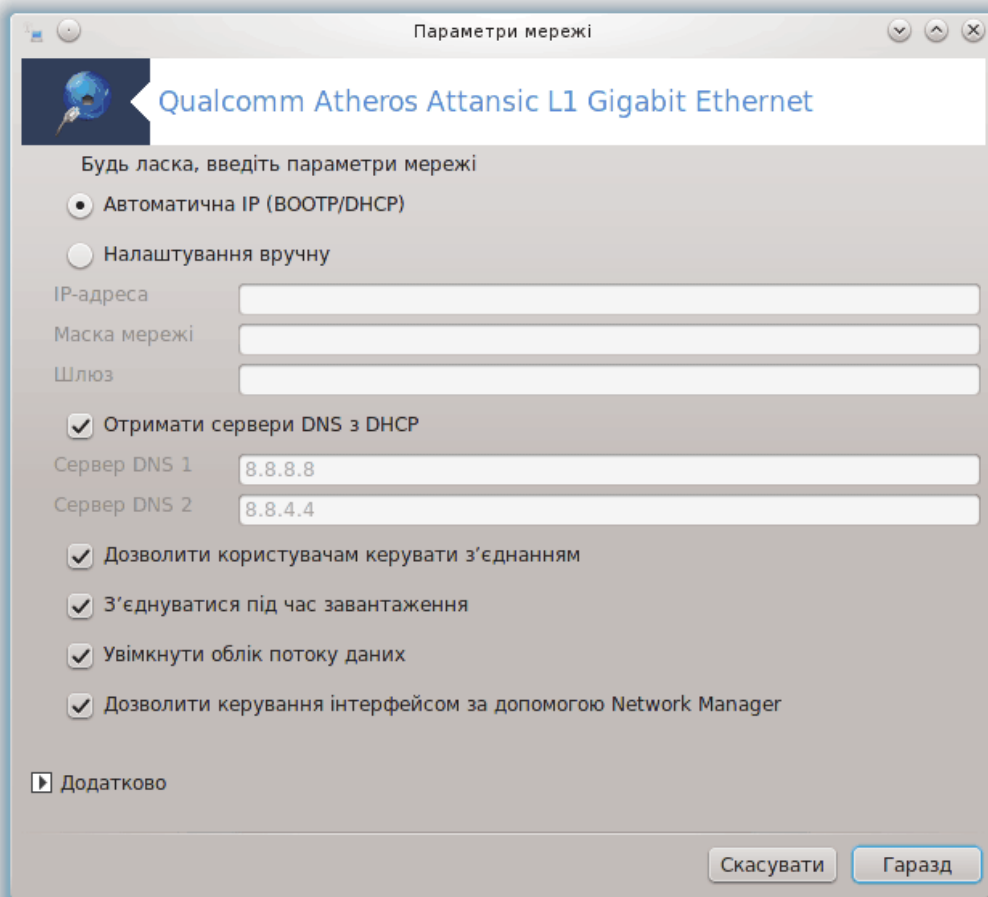 Параметри мережі
Qualcomm Atheros Attansic L1 Gigabit Ethernet
Будь ласка, введіть параметри мережі
Автоматична IP (BOOTP/DHCP)
Налаштування вручну
IP-адреса
Маска мережі
Шлюз
Отримати сервери DNS з DHCP
Сервер DNS 1 8.8.8.8
Сервер DNS 2 8.8.4.4
Дозволити користувачам керувати з’єднанням
З’єднуватися під час завантаження
Увімкнути облік потоку даних
Дозволити керування інтерфейсом за допомогою Network Manager
Додатково
Скасувати Гаразд